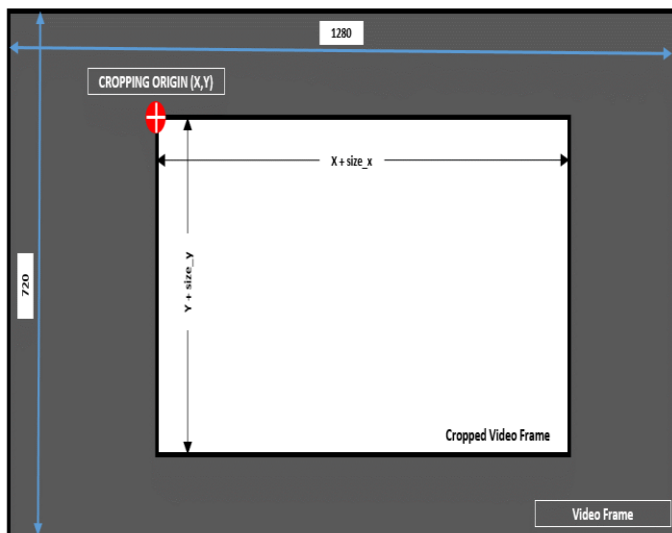 1280
CROPPING ORIGIN (X,Y)
X + size_x
Y + size_y
720
Cropped Video Frame
Video Frame